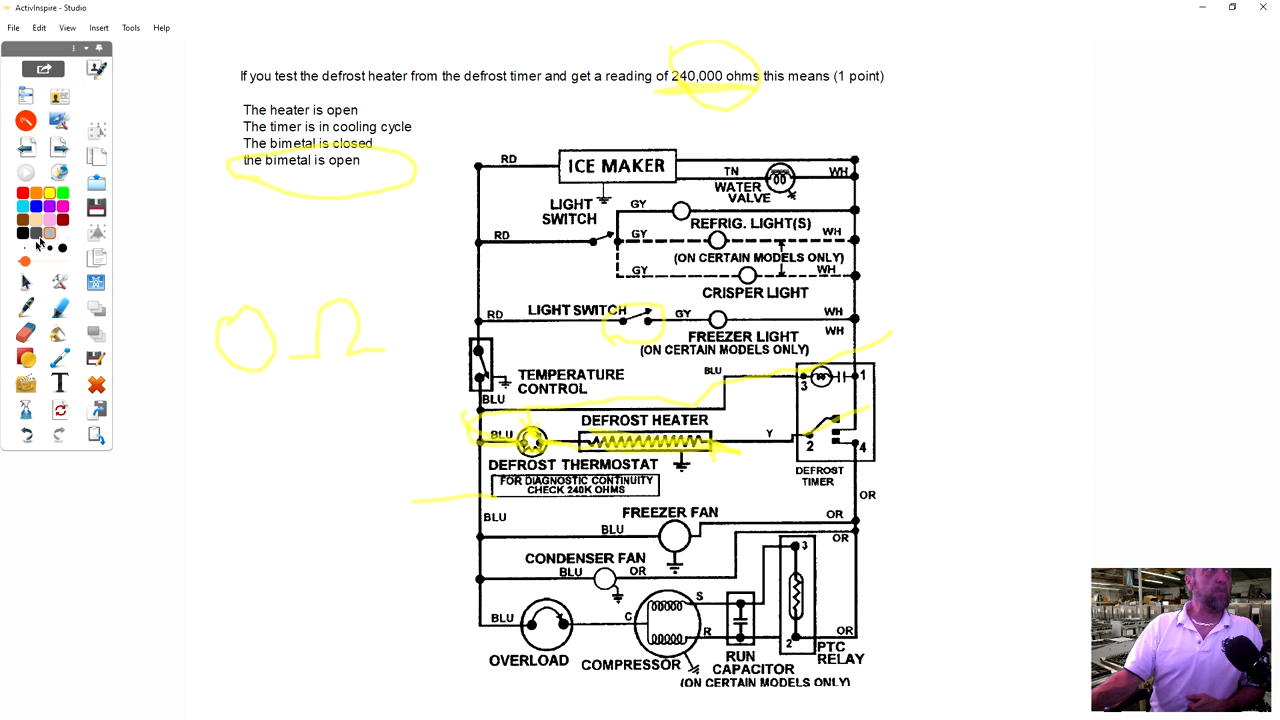 ActivInspire - Studio
File Edit View Insert Tools Help
If you test the defrost heater from the defrost timer and get a reading of 240,000 ohms this means (1 point)
The heater is open
The timer is in cooling cycle
The bimetal is closed
the bimetal is open
RD
ICE MAKER
TN
WH
WATER
VALVE
LIGHT
SWITCH
GY
REFRIG. LIGHT(S)
RD
GY
WH
(ON CERTAIN MODELS ONLY)
GY
WH
CRISPER LIGHT
LIGHT SWITCH
RD
GY
WH
WH
FREEZER LIGHT
(ON CERTAIN MODELS ONLY)
TEMPERATURE
CONTROL
BLU
BLU
3
1
0 Ω
DEFROST HEATER
BLU
Y
2
4
DEFROST THERMOSTAT
DEFROST
TIMER
FOR DIAGNOSTIC CONTINUITY
CHECK 240K OHMS
OR
BLU
FREEZER FAN
OR
BLU
OR
CONDENSER FAN
BLU
OR
3
S
BLU
C
R
OR
2
OVERLOAD
COMPRESSOR
RUN
CAPACITOR
(ON CERTAIN MODELS ONLY)
PTC
RELAY